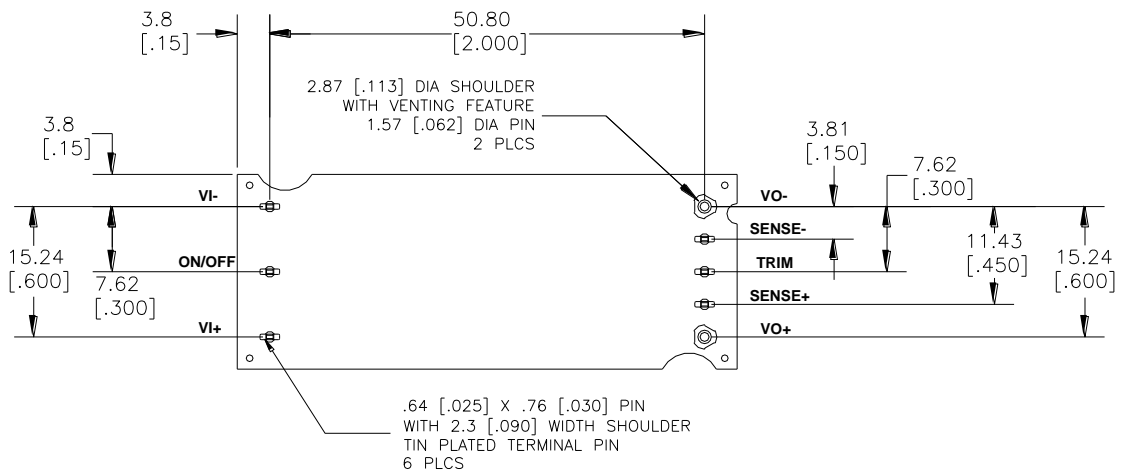 3.8
[.15]
50.80
[2.000]
2.87 [.113] DIA SHOULDER
WITH VENTING FEATURE
1.57 [.062] DIA PIN
2 PLCS
3.8
[.15]
3.81
[.150]
7.62
[.300]
VI-
VO-
SENSE-
15.24
[.600]
ON/OFF
7.62
[.300]
TRIM
11.43
[.450]
15.24
[.600]
SENSE+
VI+
VO+
.64 [.025] X .76 [.030] PIN
WITH 2.3 [.090] WIDTH SHOULDER
TIN PLATED TERMINAL PIN
6 PLCS